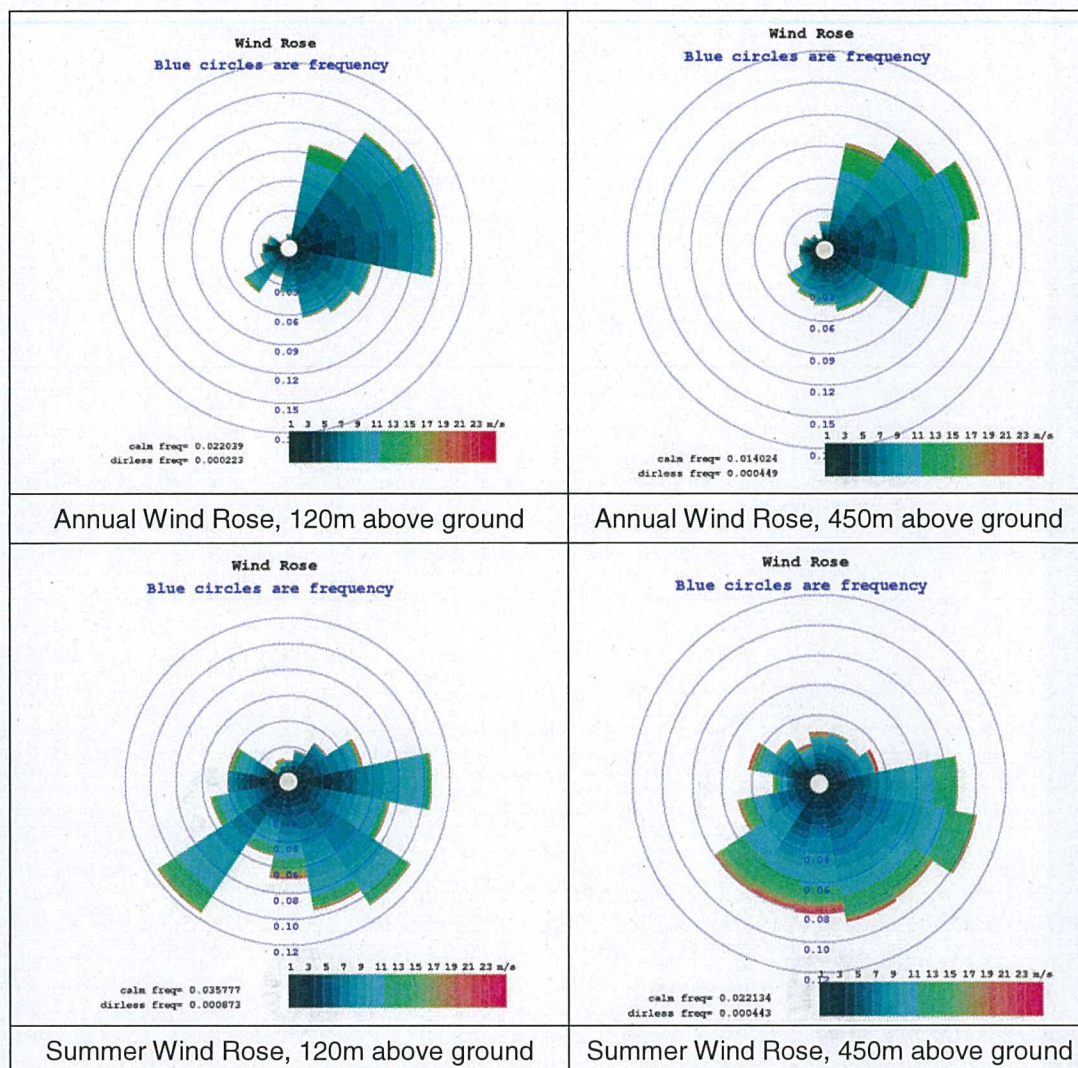 Wind Rose
Blue circles are frequency
0.06
0.09
0.12
0.15
1 3 5 7 9 11 13 15 17 19 21 23 m/s
calm freq= 0.022039
dirless freq= 0.000223
Annual Wind Rose, 120m above ground
Wind Rose
Blue circles are frequency
0.06
0.09
0.12
0.15
1 3 5 7 9 11 13 15 17 19 21 23 m/s
calm freq= 0.014024
dirless freq= 0.000449
Annual Wind Rose, 450m above ground
Wind Rose
Blue circles are frequency
0.04
0.06
0.08
0.10
0.12
1 3 5 7 9 11 13 15 17 19 21 23 m/s
calm freq= 0.035777
dirless freq= 0.000873
Summer Wind Rose, 120m above ground
Wind Rose
Blue circles are frequency
0.04
0.06
0.08
0.10
1 3 5 7 9 11 13 15 17 19 21 23 m/s
calm freq= 0.022134
dirless freq= 0.000443
Summer Wind Rose, 450m above ground